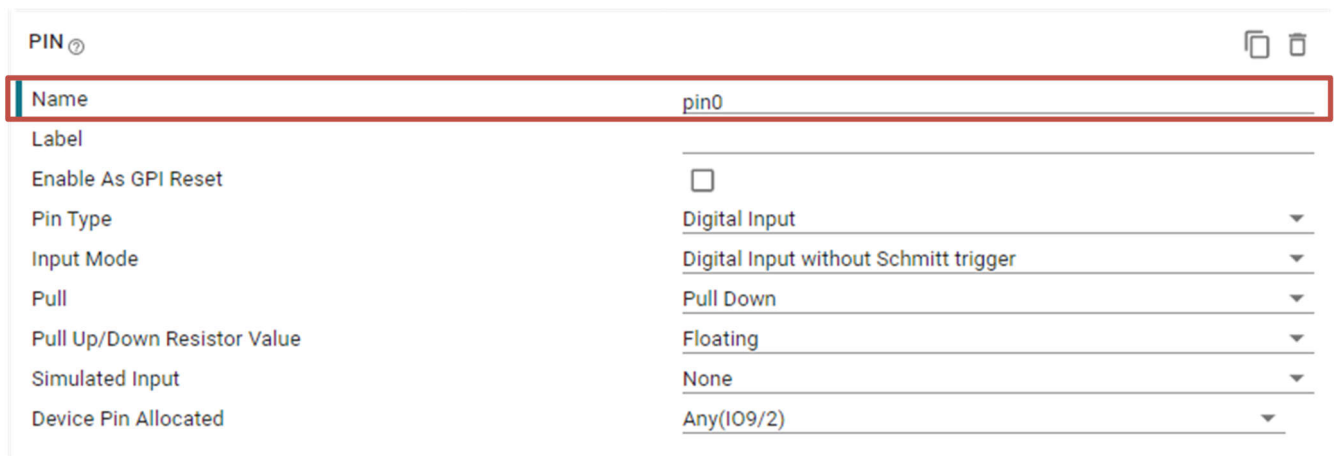 PIN ?
Name pin0
Label
Enable As GPI Reset
Pin Type Digital Input
Input Mode Digital Input without Schmitt trigger
Pull Pull Down
Pull Up/Down Resistor Value Floating
Simulated Input None
Device Pin Allocated Any(IO9/2)